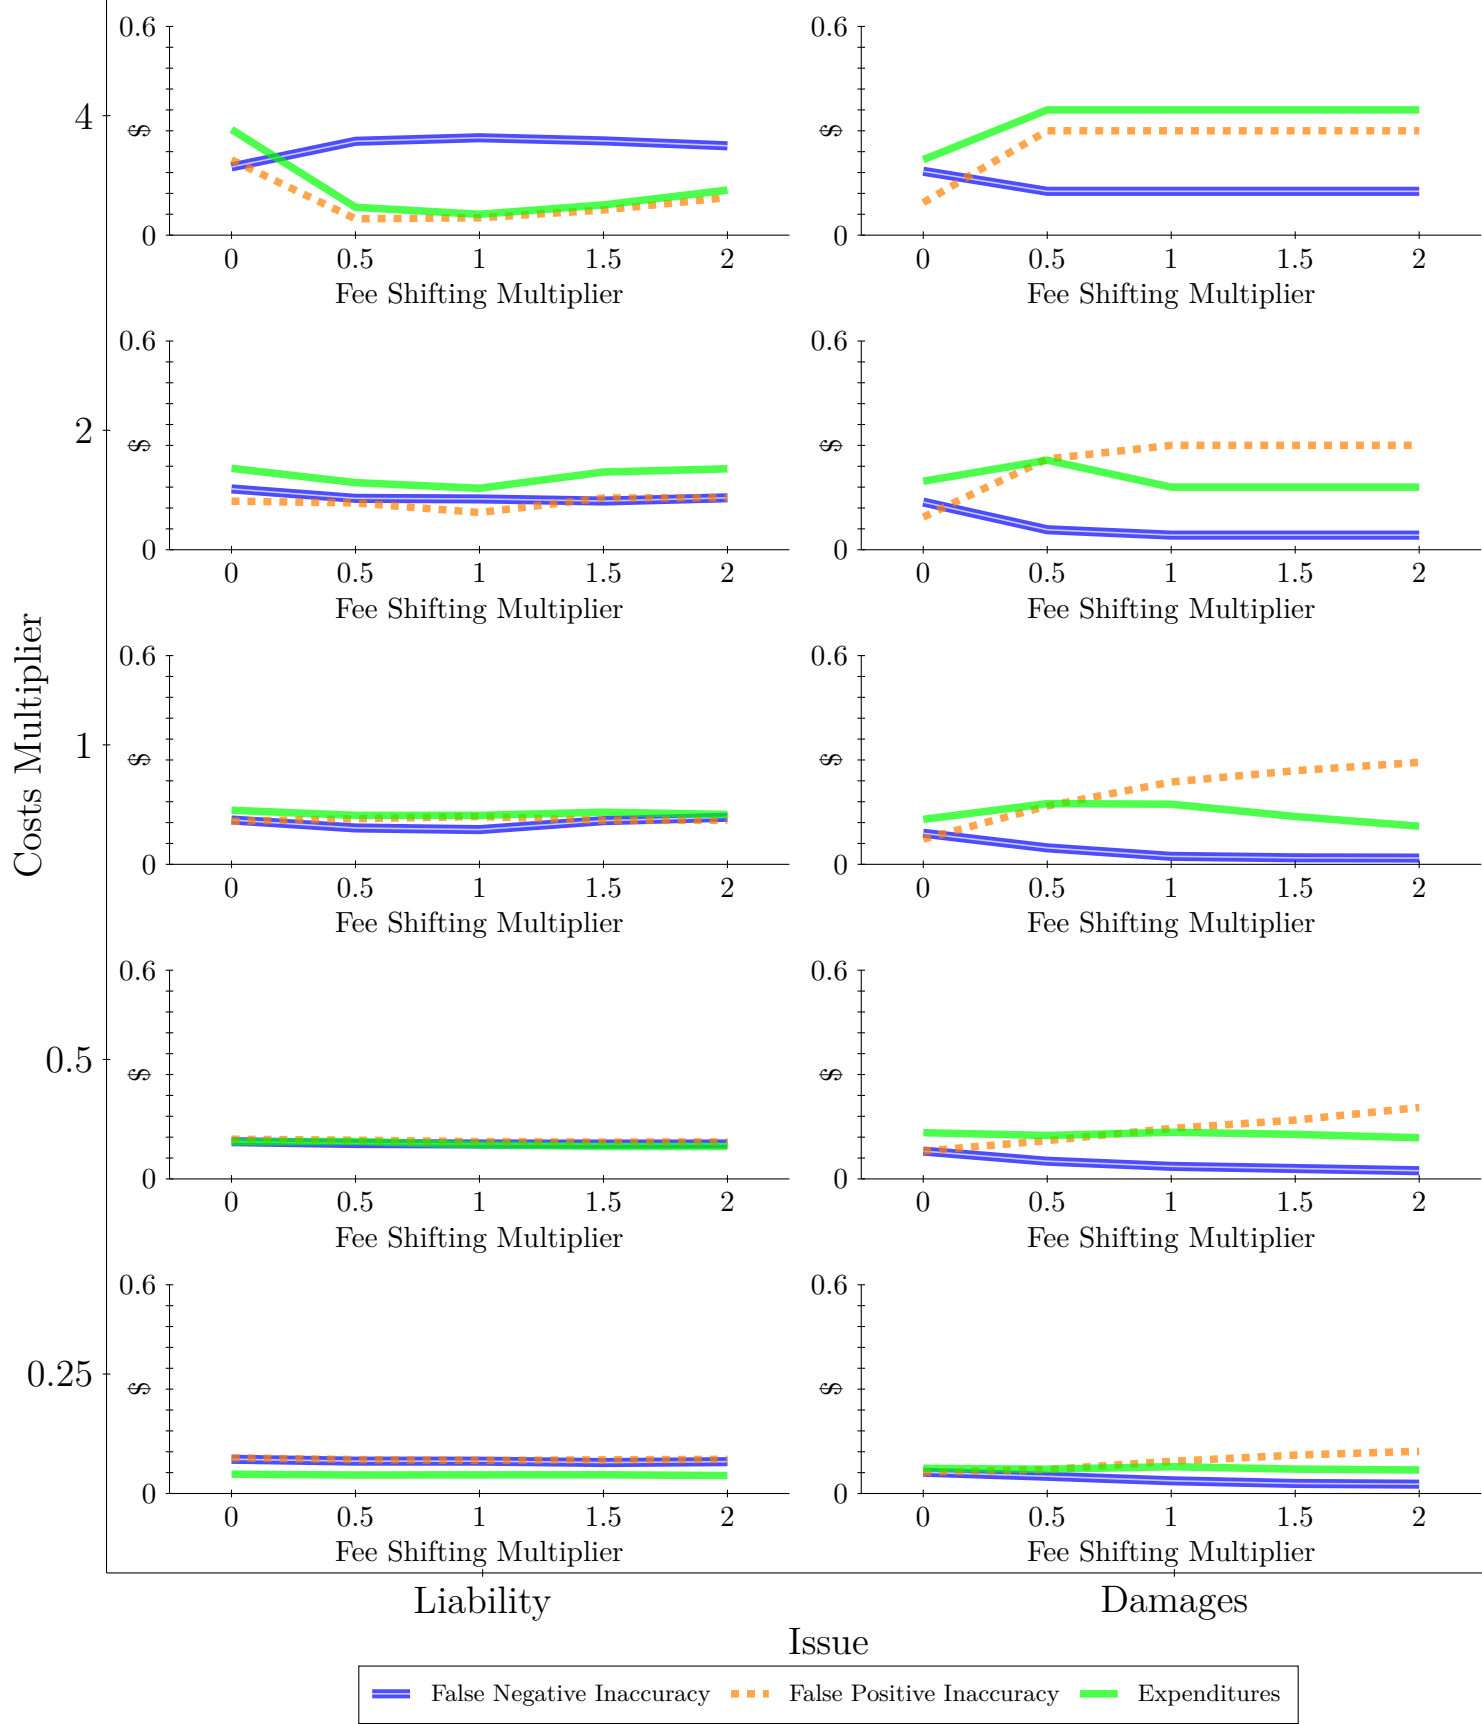 Costs Multiplier
4
0.6
$
0
0 0.5 1 1.5 2
Fee Shifting Multiplier
0.6
$
0
0 0.5 1 1.5 2
Fee Shifting Multiplier
2
0.6
$
0
0 0.5 1 1.5 2
Fee Shifting Multiplier
0.6
$
0
0 0.5 1 1.5 2
Fee Shifting Multiplier
1
0.6
$
0
0 0.5 1 1.5 2
Fee Shifting Multiplier
0.6
$
0
0 0.5 1 1.5 2
Fee Shifting Multiplier
0.5
0.6
$
0
0 0.5 1 1.5 2
Fee Shifting Multiplier
0.6
$
0
0 0.5 1 1.5 2
Fee Shifting Multiplier
0.25
0.6
$
0
0 0.5 1 1.5 2
Fee Shifting Multiplier
0.6
$
0
0 0.5 1 1.5 2
Fee Shifting Multiplier
Liability Damages
Issue
False Negative Inaccuracy False Positive Inaccuracy Expenditures